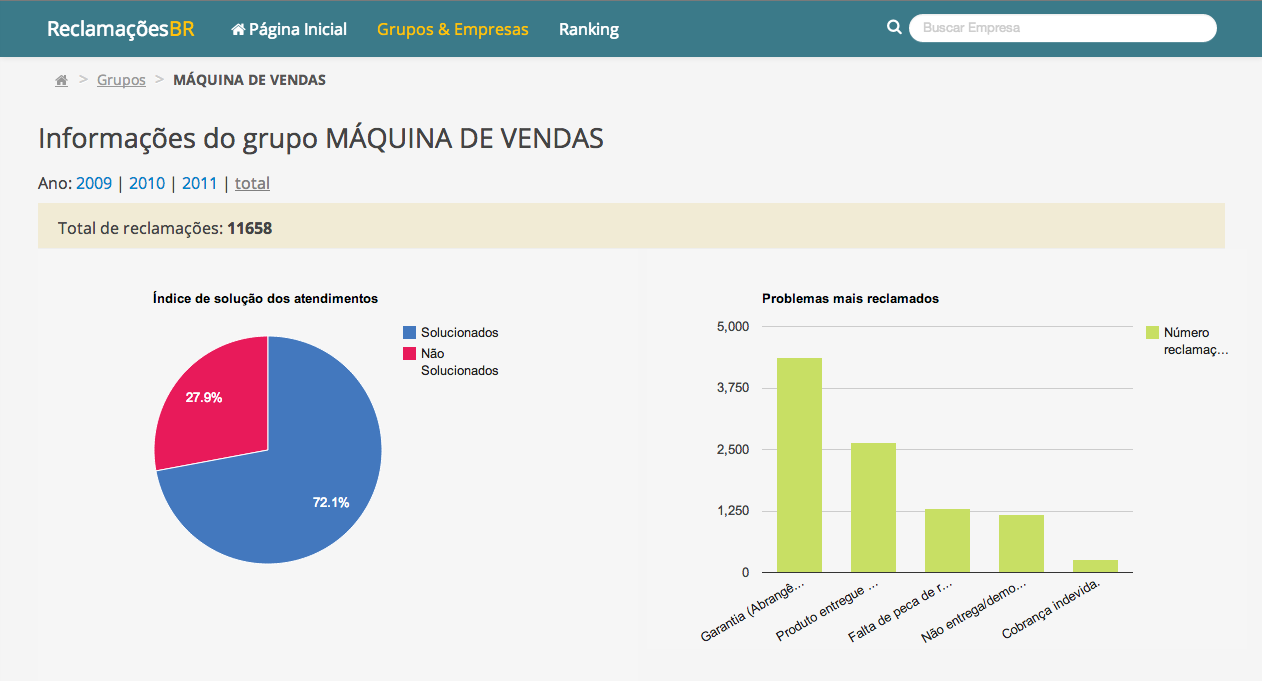 ReclamaçõesBR Página Inicial Grupos & Empresas Ranking Buscar Empresa
> Grupos > MÁQUINA DE VENDAS
Informações do grupo MÁQUINA DE VENDAS
Ano: 2009 | 2010 | 2011 | total
Total de reclamações: 11658
Índice de solução dos atendimentos
Solucionados
Não
Solucionados
27.9%
72.1%
Problemas mais reclamados
5,000
3,750
2,500
1,250
0
Número
reclamaç...
Garantia (Abrangê...
Produto entregue ...
Falta de peca de r...
Não entrega/demo...
Cobrança indevida.